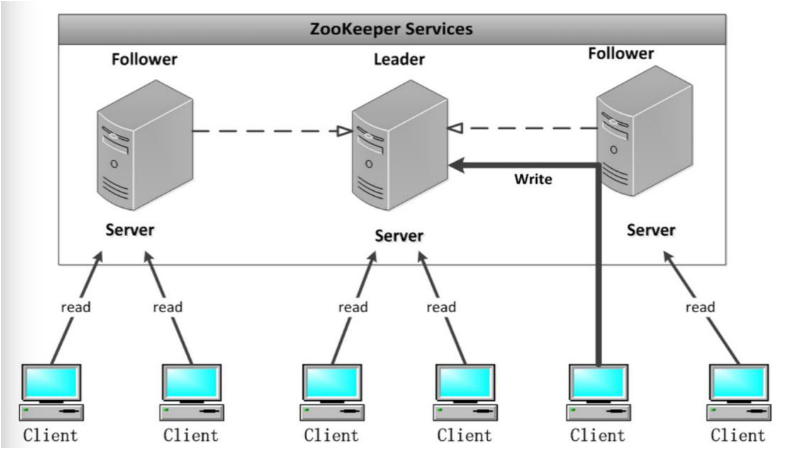 ZooKeeper Services
Follower
Leader
Follower
Write
Server
Server
Server
read
read
read
read
read
Client
Client
Client
Client
Client
Client